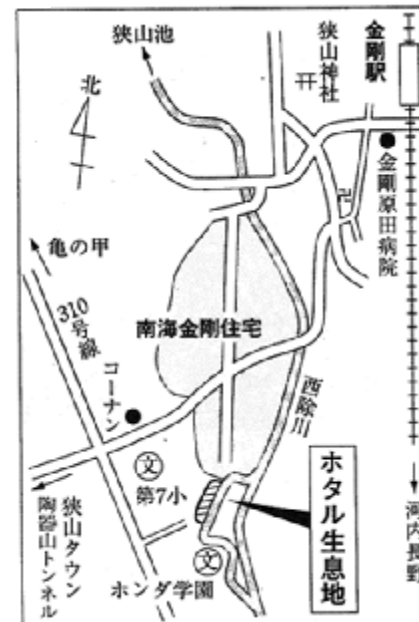 金剛駅
狭山神社
狭山池
北
金剛原田病院
亀の甲
310号線
南海金剛住宅
コーナン
西除川
文
第7小
ホタル生息地
狭山タウン
陶器山トンネル
文
ホンダ学園
河内長野